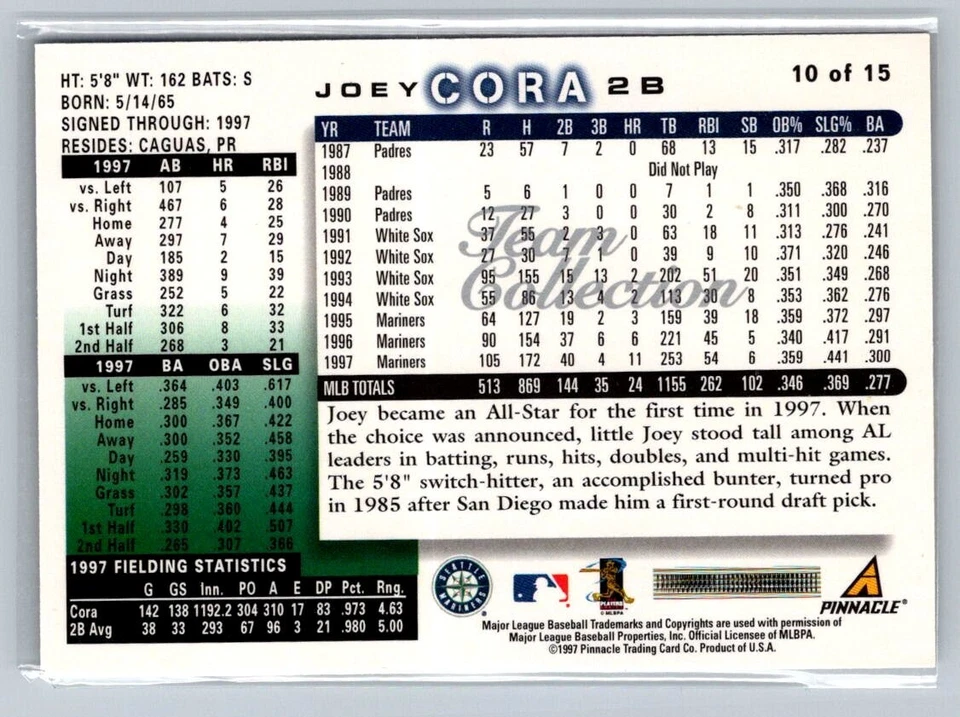 HT: 5'8" WT: 162 BATS: S
BORN: 5/14/65
SIGNED THROUGH: 1997
RESIDES: CAGUAS, PR
JOEY CORA 2B
10 of 15
1997 AB HR RBI
vs. Left 107 5 26
vs. Right 467 6 28
Home 277 4 25
Away 297 7 29
Day 185 2 15
Night 389 9 39
Grass 252 5 22
Turf 322 6 32
1st Half 306 8 33
2nd Half 268 3 21
1997 BA OBA SLG
vs. Left .364 .403 .617
vs. Right .285 .349 .400
Home .300 .367 .422
Away .300 .352 .458
Day .259 .330 .395
Night .319 .373 .463
Grass .302 .357 .437
Turf .298 .360 .444
1st Half .330 .402 .507
2nd Half .265 .307 .366
YR TEAM R H 2B 3B HR TB RBI SB OB% SLG% BA
1987 Padres 23 57 7 2 0 68 13 15 .317 .282 .237
1988 Did Not Play
1989 Padres 5 6 1 0 0 7 1 1 .350 .368 .316
1990 Padres 12 27 3 0 0 30 2 8 .311 .300 .270
1991 White Sox 37 55 2 3 0 63 18 11 .313 .276 .241
1992 White Sox 27 30 7 1 0 39 9 10 .371 .320 .246
1993 White Sox 95 155 15 13 2 202 51 20 .351 .349 .268
1994 White Sox 55 86 13 4 2 113 30 8 .353 .362 .276
1995 Mariners 64 127 19 2 3 159 39 18 .359 .372 .297
1996 Mariners 90 154 37 6 6 221 45 5 .340 .417 .291
1997 Mariners 105 172 40 4 11 253 54 6 .359 .441 .300
MLB TOTALS 513 869 144 35 24 1155 262 102 .346 .369 .277
Team
Collection
Joey became an All-Star for the first time in 1997. When
the choice was announced, little Joey stood tall among AL
leaders in batting, runs, hits, doubles, and multi-hit games.
The 5'8" switch-hitter, an accomplished bunter, turned pro
in 1985 after San Diego made him a first-round draft pick.
1997 FIELDING STATISTICS
G GS Inn. PO A E DP Pct. Rng.
Cora 142 138 1192.2 304 310 17 83 .973 4.63
2B Avg 38 33 293 67 96 3 21 .980 5.00
SEATTLE
MARINERS
PLAYERS
© MLBPA
PINNACLE®
Major League Baseball Trademarks and Copyrights are used with permission of
Major League Baseball Properties, Inc. Official Licensee of MLBPA.
©1997 Pinnacle Trading Card Co. Product of U.S.A.